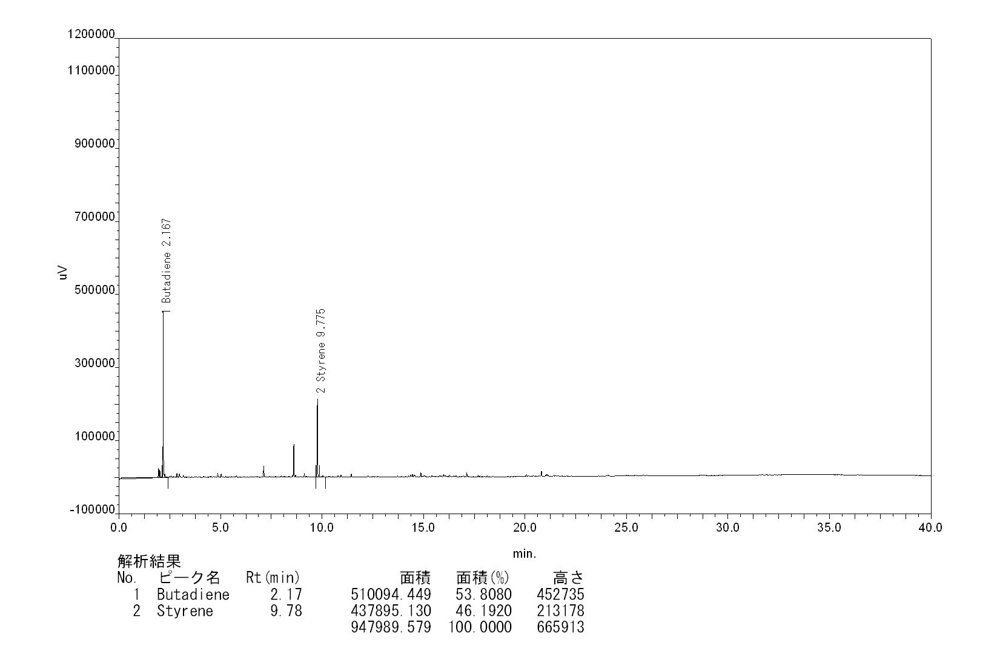 1200000
1100000
900000
700000
500000
300000
100000
-100000
uV
1 Butadiene 2.167
2 Styrene 9.775
0.0 5.0 10.0 15.0 20.0 25.0 30.0 35.0 40.0
min.
解析結果
No. ピーク名 Rt(min) 面積 面積(%) 高さ
1 Butadiene 2.17 510094.449 53.8080 452735
2 Styrene 9.78 437895.130 46.1920 213178
947989.579 100.0000 665913